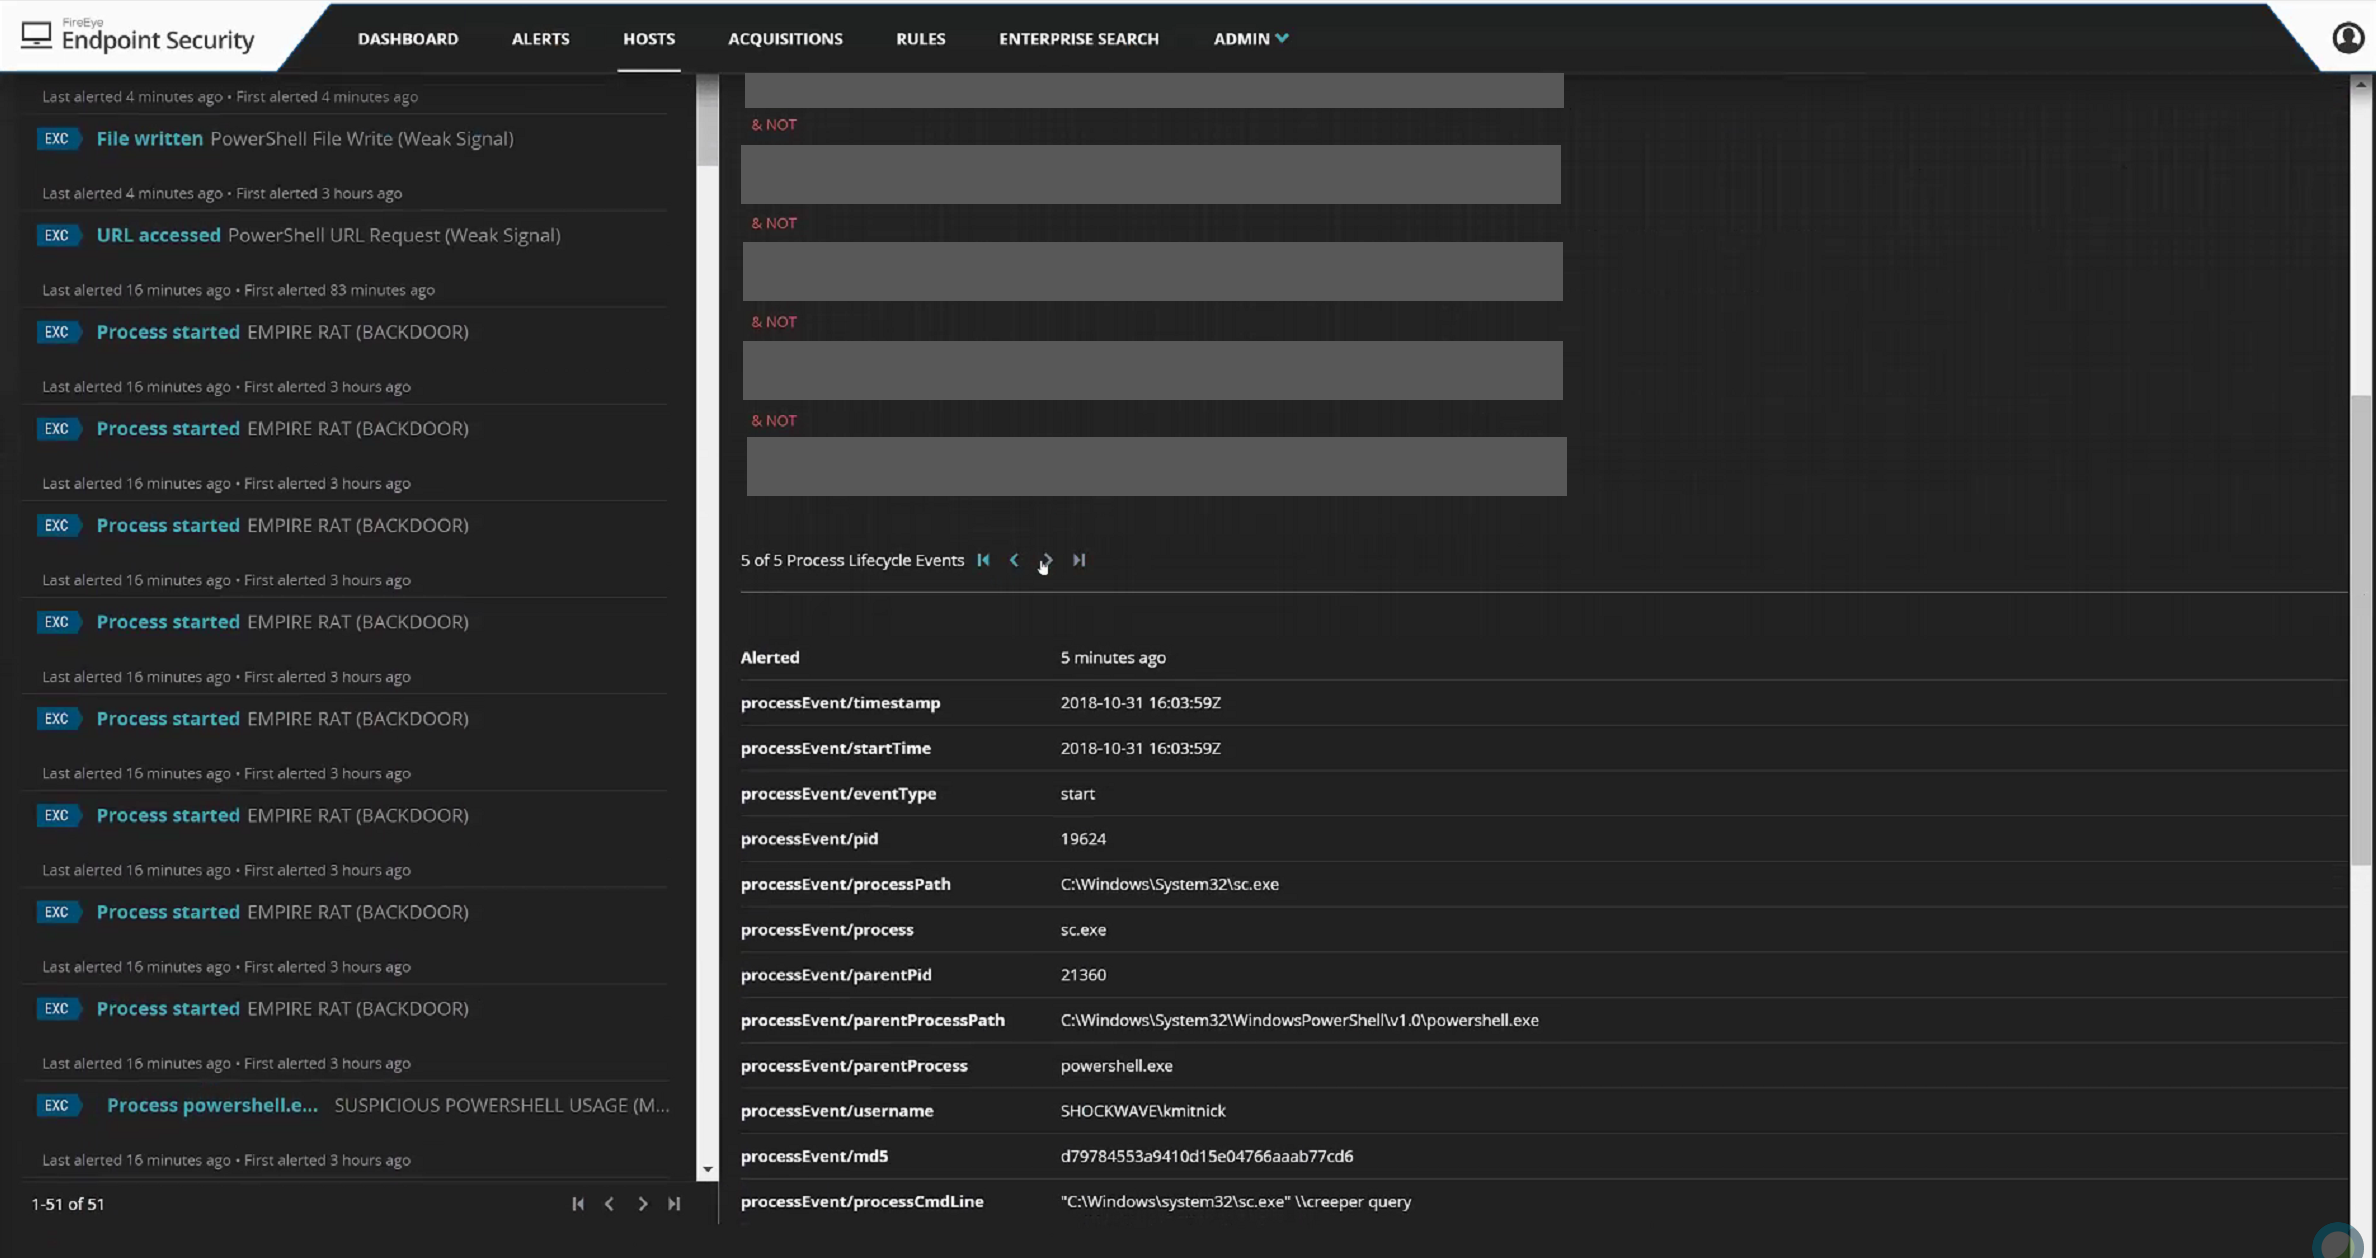 FireEye
Endpoint Security
DASHBOARD ALERTS HOSTS ACQUISITIONS RULES ENTERPRISE SEARCH ADMIN
Last alerted 4 minutes ago • First alerted 4 minutes ago
EXC File written PowerShell File Write (Weak Signal)
Last alerted 4 minutes ago • First alerted 3 hours ago
EXC URL accessed PowerShell URL Request (Weak Signal)
Last alerted 16 minutes ago • First alerted 83 minutes ago
EXC Process started EMPIRE RAT (BACKDOOR)
Last alerted 16 minutes ago • First alerted 3 hours ago
EXC Process started EMPIRE RAT (BACKDOOR)
Last alerted 16 minutes ago • First alerted 3 hours ago
EXC Process started EMPIRE RAT (BACKDOOR)
Last alerted 16 minutes ago • First alerted 3 hours ago
EXC Process started EMPIRE RAT (BACKDOOR)
Last alerted 16 minutes ago • First alerted 3 hours ago
EXC Process started EMPIRE RAT (BACKDOOR)
Last alerted 16 minutes ago • First alerted 3 hours ago
EXC Process started EMPIRE RAT (BACKDOOR)
Last alerted 16 minutes ago • First alerted 3 hours ago
EXC Process started EMPIRE RAT (BACKDOOR)
Last alerted 16 minutes ago • First alerted 3 hours ago
EXC Process started EMPIRE RAT (BACKDOOR)
Last alerted 16 minutes ago • First alerted 3 hours ago
EXC Process powershell.e... SUSPICIOUS POWERSHELL USAGE (M...
Last alerted 16 minutes ago • First alerted 3 hours ago
1-51 of 51
& NOT
& NOT
& NOT
& NOT
5 of 5 Process Lifecycle Events
Alerted 5 minutes ago
processEvent/timestamp 2018-10-31 16:03:59Z
processEvent/startTime 2018-10-31 16:03:59Z
processEvent/eventType start
processEvent/pid 19624
processEvent/processPath C:\Windows\System32\sc.exe
processEvent/process sc.exe
processEvent/parentPid 21360
processEvent/parentProcessPath C:\Windows\System32\WindowsPowerShell\v1.0\powershell.exe
processEvent/parentProcess powershell.exe
processEvent/username SHOCKWAVE\kmitnick
processEvent/md5 d79784553a9410d15e04766aaab77cd6
processEvent/processCmdLine "C:\Windows\system32\sc.exe" \\creeper query